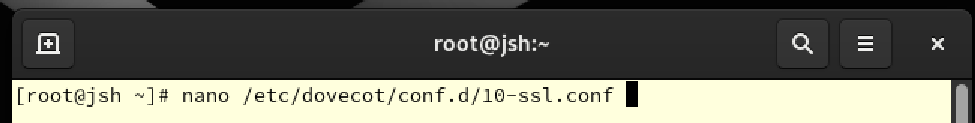 root@jsh:~
[root@jsh ~]# nano /etc/dovecot/conf.d/10-ssl.conf